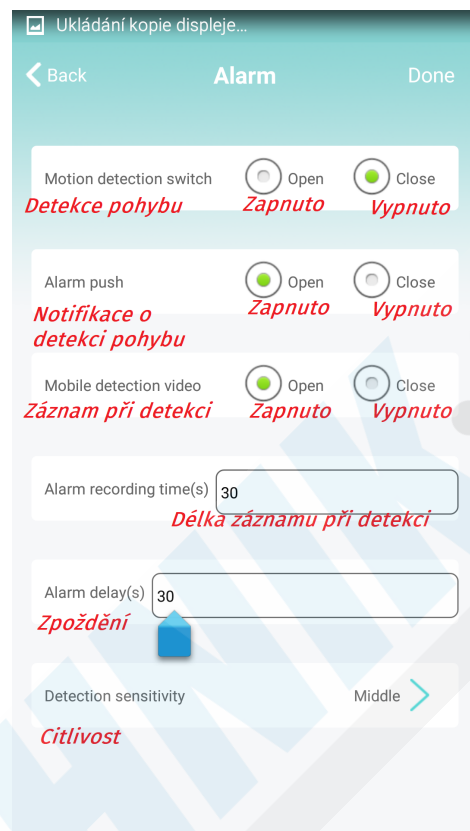 Ukládání kopie displeje...
Back Alarm Done
Motion detection switch Open Close
Detekce pohybu Zapnuto Vypnuto
Alarm push Open Close
Notifikace o Zapnuto Vypnuto
detekci pohybu
Mobile detection video Open Close
Záznam při detekci Zapnuto Vypnuto
Alarm recording time(s) 30
Délka záznamu při detekci
Alarm delay(s) 30
Zpoždění
Detection sensitivity Middle
Citlivost